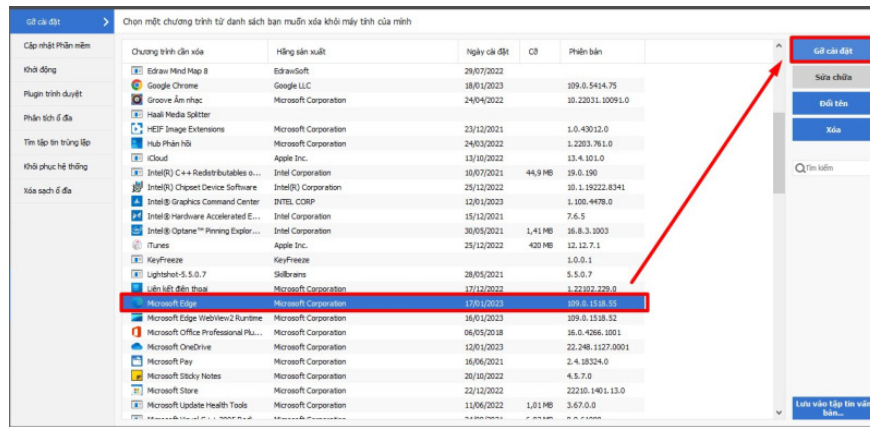 Gỡ cài đặt
Chọn một chương trình từ danh sách bạn muốn xóa khỏi máy tính của mình
Cập nhật Phần mềm
Khởi động
Plugin trình duyệt
Phân tích ổ đĩa
Tìm tập tin trùng lặp
Khôi phục hệ thống
Xóa sạch ổ đĩa
Chương trình cần xóa Hãng sản xuất Ngày cài đặt Cỡ Phiên bản
Edraw Mind Map 8 EdrawSoft 29/07/2022
Google Chrome Google LLC 18/01/2023 109.0.5414.75
Groove Âm nhạc Microsoft Corporation 24/04/2022 10.22031.10091.0
Haali Media Splitter
HEIF Image Extensions Microsoft Corporation 23/12/2021 1.0.43012.0
Hub Phản hồi Microsoft Corporation 24/03/2022 1.2203.761.0
iCloud Apple Inc. 13/10/2022 13.4.101.0
Intel(R) C++ Redistributables o... Intel Corporation 10/07/2021 44,9 MB 19.0.190
Intel(R) Chipset Device Software Intel(R) Corporation 25/12/2022 10.1.19222.8341
Intel® Graphics Command Center INTEL CORP 12/01/2023 1.100.4478.0
Intel® Hardware Accelerated E... Intel Corporation 15/12/2021 7.6.5
Intel® Optane™ Pinning Explor... Intel Corporation 30/05/2021 1,41 MB 16.8.3.1003
iTunes Apple Inc. 25/12/2022 420 MB 12.12.7.1
KeyFreeze KeyFreeze 1.0.0.1
Lightshot-5.5.0.7 Skillbrains 28/05/2021 5.5.0.7
Liên kết điện thoại Microsoft Corporation 17/12/2022 1.22102.229.0
Microsoft Edge Microsoft Corporation 17/01/2023 109.0.1518.55
Microsoft Edge WebView2 Runtime Microsoft Corporation 16/01/2023 109.0.1518.52
Microsoft Office Professional Plu... Microsoft Corporation 06/05/2018 16.0.4266.1001
Microsoft OneDrive Microsoft Corporation 12/01/2023 22.248.1127.0001
Microsoft Pay Microsoft Corporation 16/06/2021 2.4.18324.0
Microsoft Sticky Notes Microsoft Corporation 20/10/2022 4.5.7.0
Microsoft Store Microsoft Corporation 22/12/2022 22210.1401.13.0
Microsoft Update Health Tools Microsoft Corporation 11/06/2022 1,01 MB 3.67.0.0
Gỡ cài đặt
Sửa chữa
Đổi tên
Xóa
Tìm kiếm
Lưu vào tập tin văn
bản...